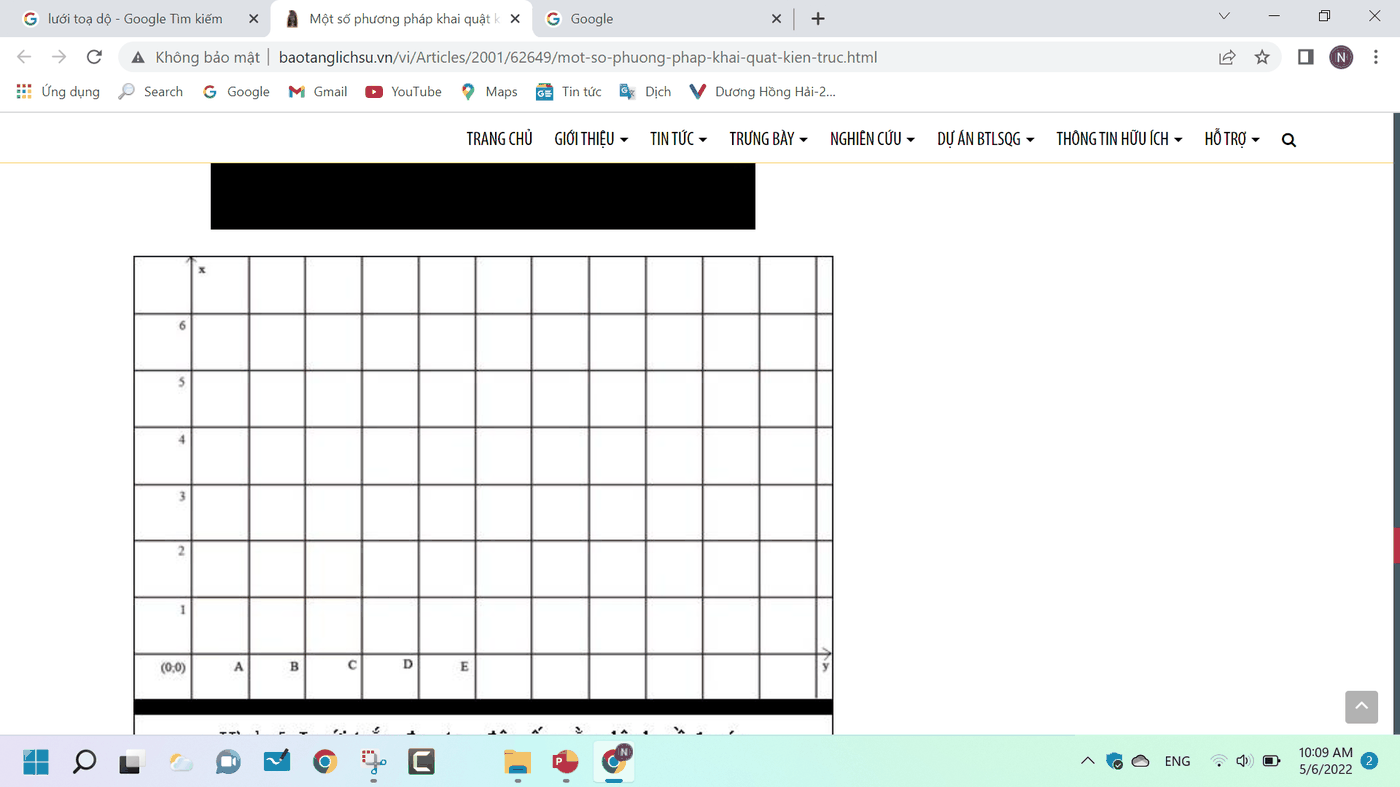 lưới toạ dộ - Google Tìm kiếm
Một số phương pháp khai quật k
Google
Không bảo mật
baotanglichsu.vn/vi/Articles/2001/62649/mot-so-phuong-phap-khai-quat-kien-truc.html
N
Ứng dụng
Search
Google
Gmail
YouTube
Maps
Tin tức
Dịch
Dương Hồng Hải-2...
TRANG CHỦ
GIỚI THIỆU
TIN TỨC
TRƯNG BÀY
NGHIÊN CỨU
DỰ ÁN BTLSQG
THÔNG TIN HỮU ÍCH
HỖ TRỢ
x
6
5
4
3
2
1
(0;0)
A
B
C
D
E
y
N
ENG
10:09 AM
5/6/2022
2